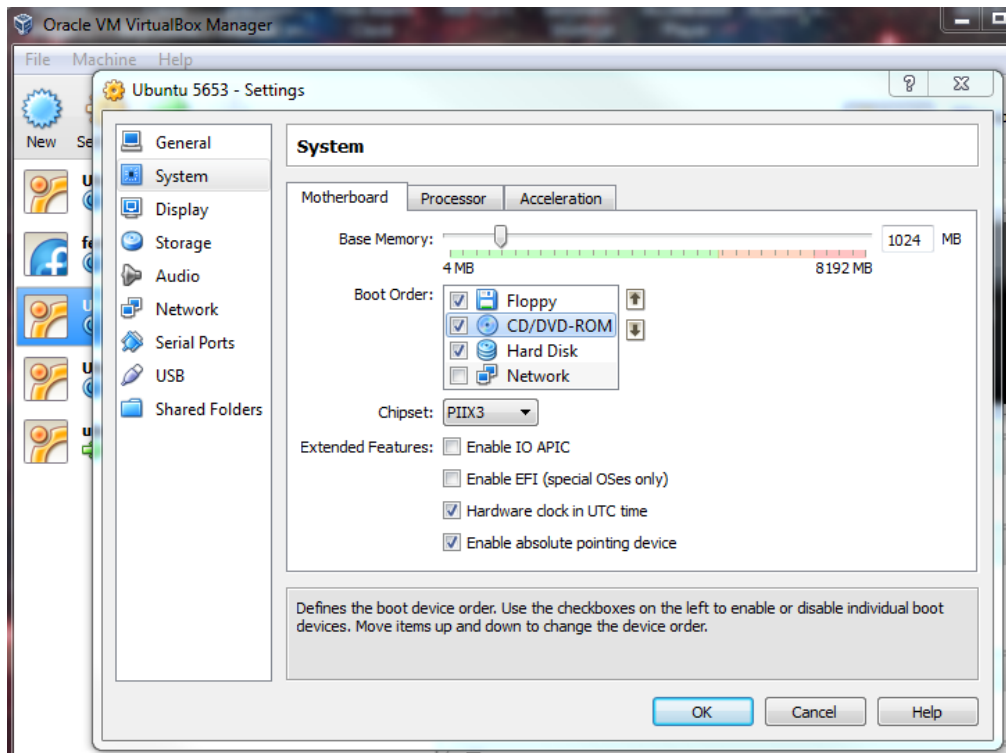 Oracle VM VirtualBox Manager
File Machine Help
Ubuntu 5653 - Settings
New Se
General
System
Display
Storage
Audio
Network
Serial Ports
USB
Shared Folders
U
fe
U
U
u
System
Motherboard Processor Acceleration
Base Memory: 1024 MB
4 MB 8192 MB
Boot Order: Floppy
CD/DVD-ROM
Hard Disk
Network
Chipset: PIIX3
Extended Features: Enable IO APIC
Enable EFI (special OSes only)
Hardware clock in UTC time
Enable absolute pointing device
Defines the boot device order. Use the checkboxes on the left to enable or disable individual boot
devices. Move items up and down to change the device order.
OK Cancel Help